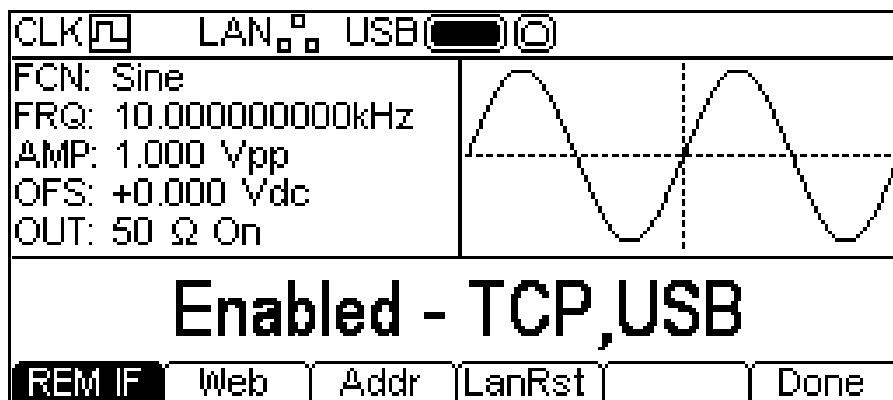 CLK LAN USB
FCN: Sine
FRQ: 10.000000000kHz
AMP: 1.000 Vpp
OFS: +0.000 Vdc
OUT: 50 Ω On
Enabled - TCP,USB
REM IF Web Addr LanRst Done